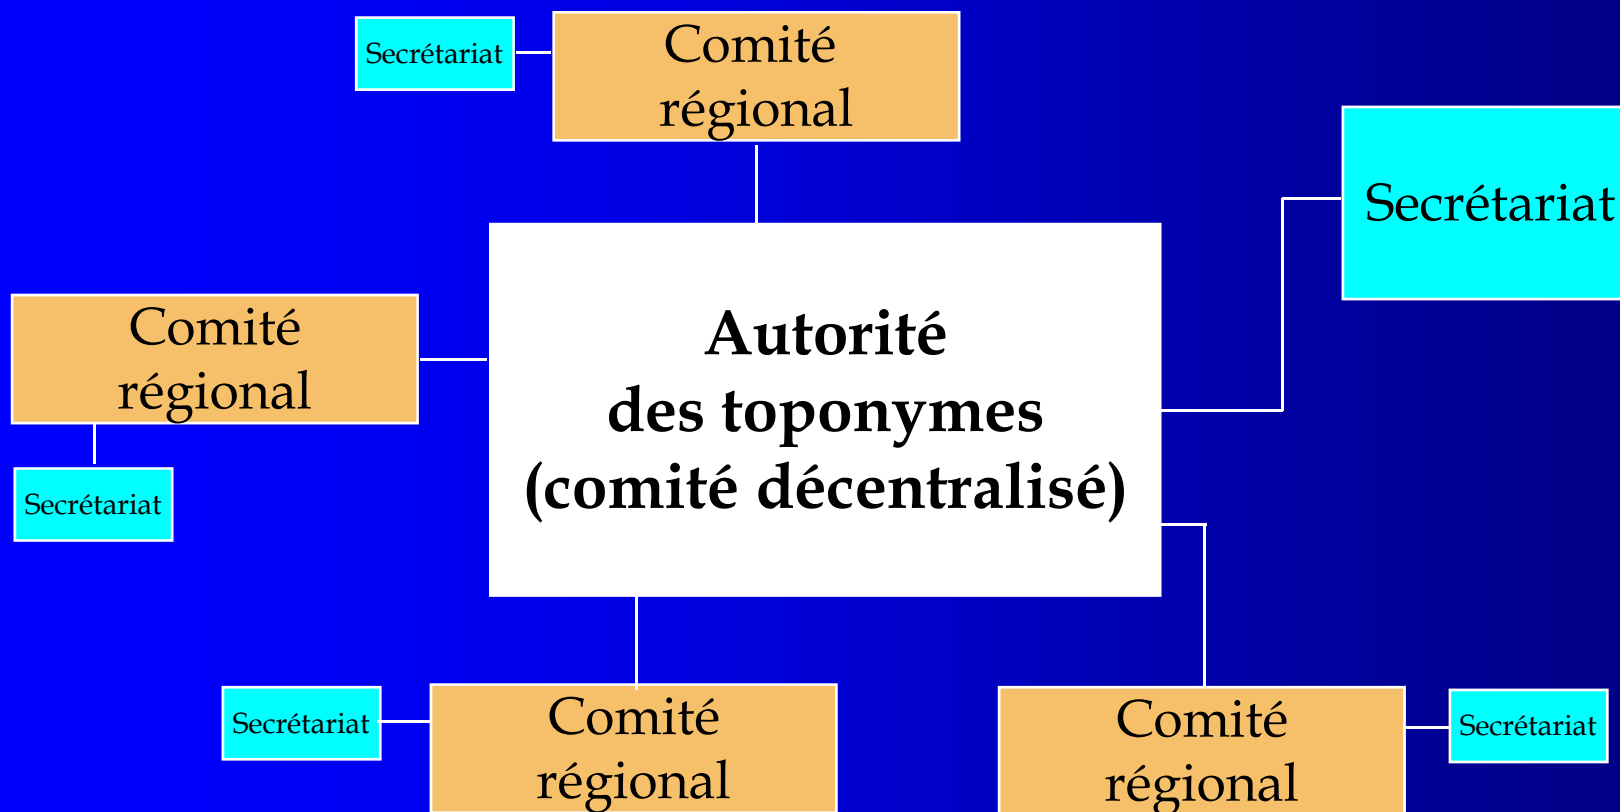 Secrétariat
Comité
régional
Secrétariat
Comité
régional
Secrétariat
Autorité
des toponymes
(comité décentralisé)
Secrétariat
Comité
régional
Comité
régional
Secrétariat